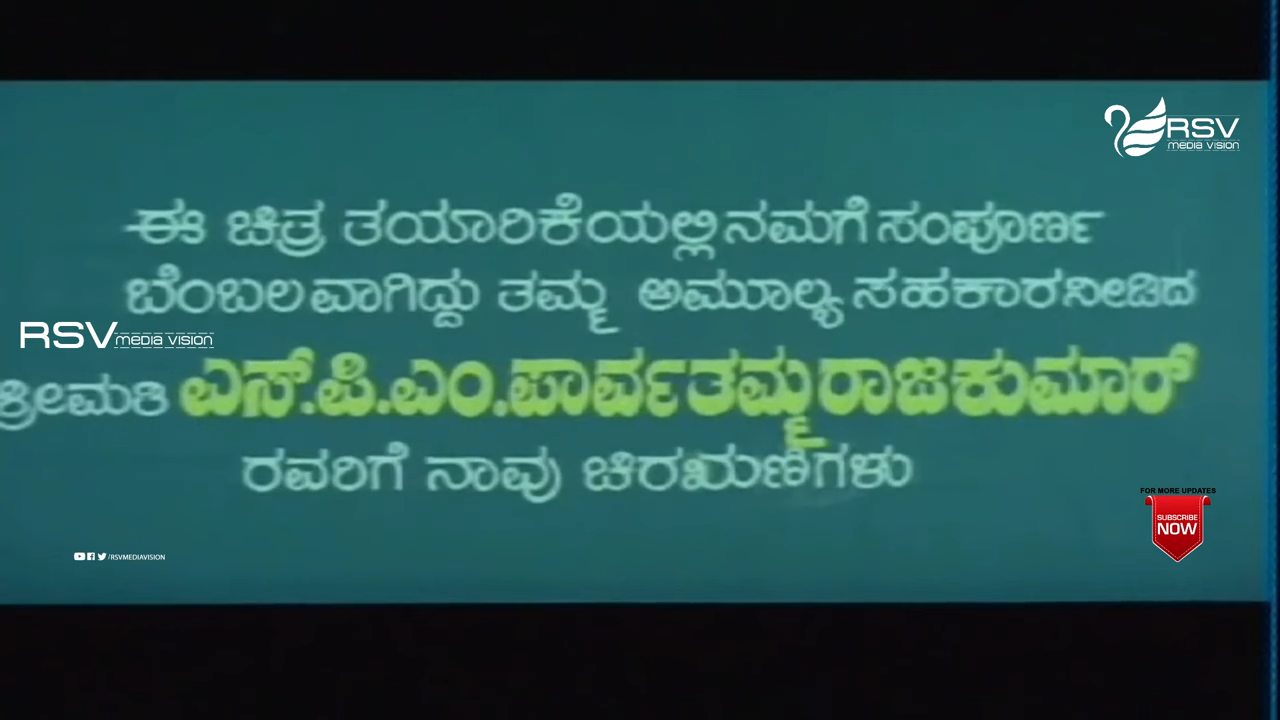 RSV
MEDIA VISION
ಈ ಚಿತ್ರ ತಯಾರಿಕೆಯಲ್ಲಿ ನಮಗೆ ಸಂಪೂರ್ಣ
ಬೆಂಬಲವಾಗಿದ್ದು ತಮ್ಮ ಅಮೂಲ್ಯ ಸಹಕಾರ ನೀಡಿದ
RSV MEDIA VISION
ಶ್ರೀಮತಿ ಎಸ್.ಪಿ.ಎಂ.ಪಾರ್ವತಮ್ಮರಾಜಕುಮಾರ್
ರವರಿಗೆ ನಾವು ಚಿರಋಣಿಗಳು
FOR MORE UPDATES
SUBSCRIBE
NOW
/RSVMEDIAVISION